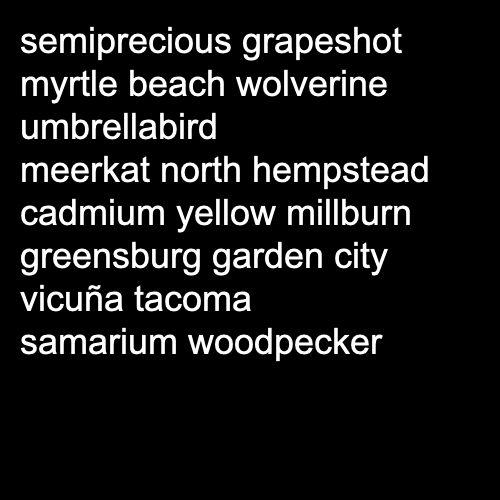 semiprecious grapeshot
myrtle beach wolverine
umbrellabird
meerkat north hempstead
cadmium yellow millburn
greensburg garden city
vicuña tacoma
samarium woodpecker